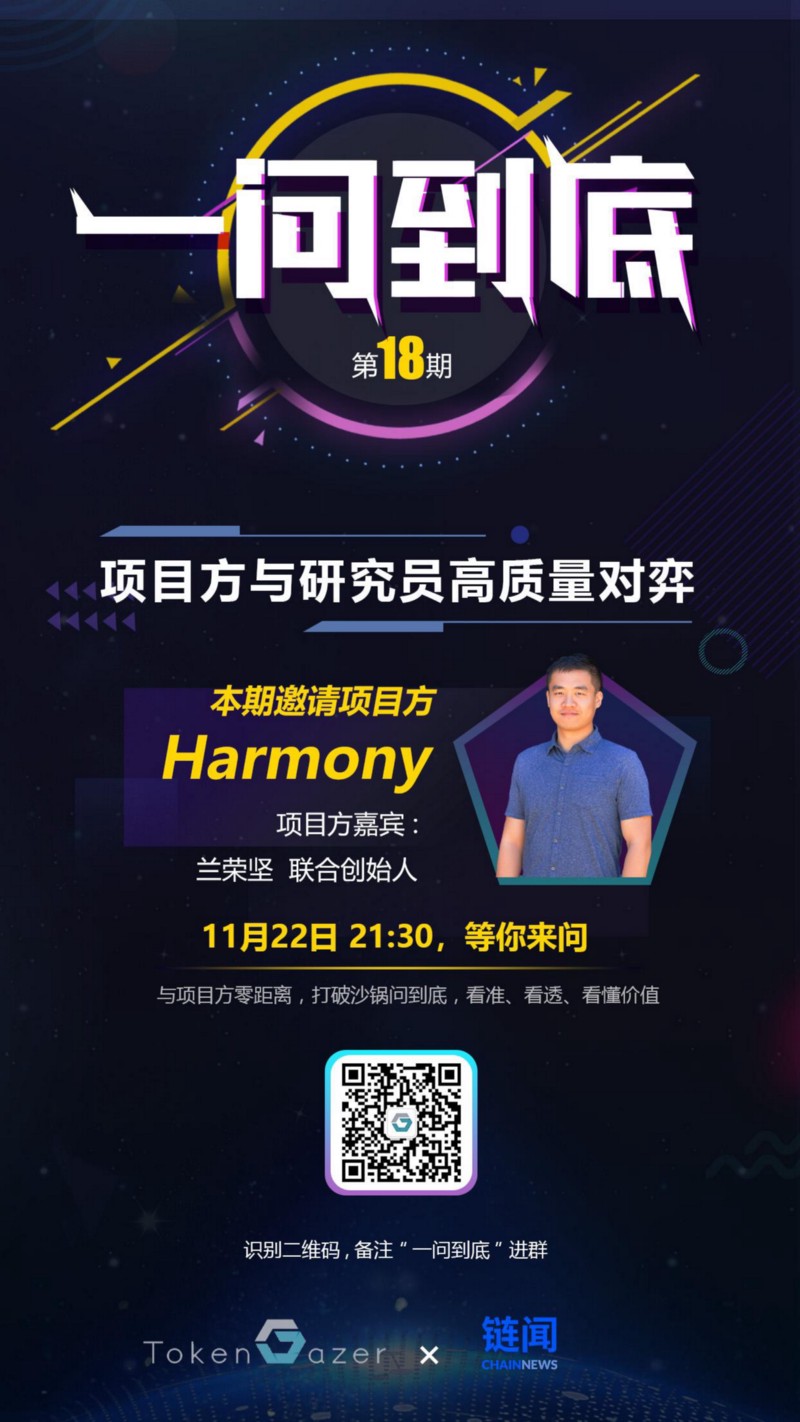 一问到底
第18期
项目方与研究员高质量对弈
本期邀请项目方
Harmony
项目方嘉宾：
兰荣坚 联合创始人
11月22日 21:30，等你来问
与项目方零距离，打破沙锅问到底，看准、看透、看懂价值
识别二维码，备注“一问到底”进群
TokenGazer × 链闻
CHAINNEWS